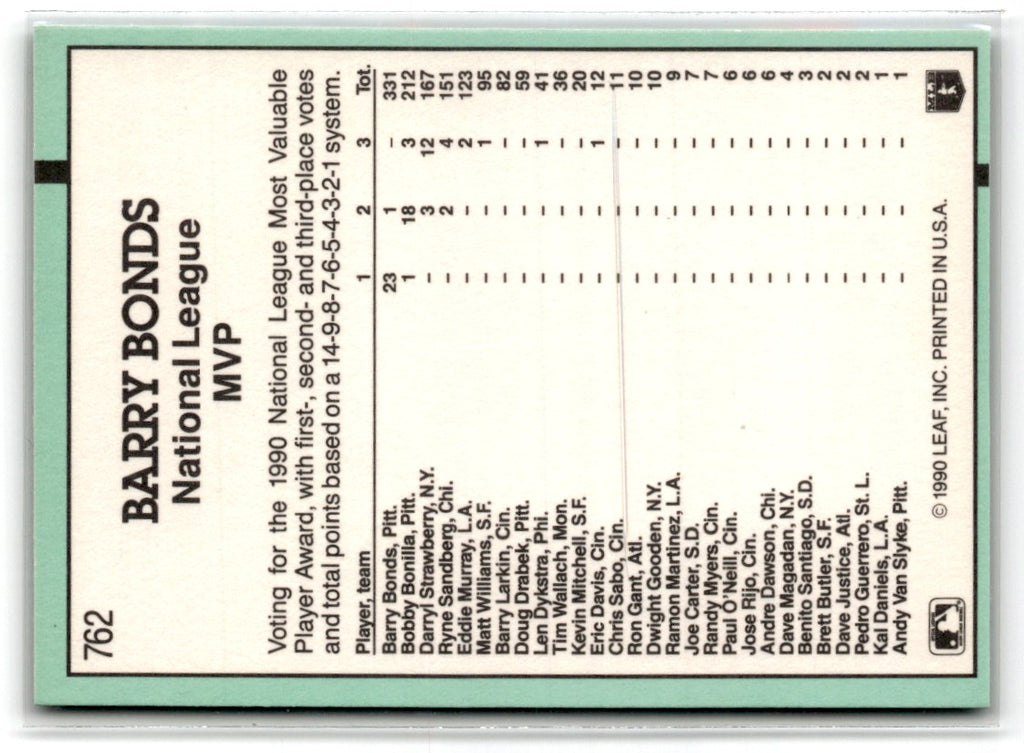 762
BARRY BONDS
National League
MVP
Voting for the 1990 National League Most Valuable
Player Award, with first-, second- and third-place votes
and total points based on a 14-9-8-7-6-5-4-3-2-1 system.
Player, team 1 2 3 Tot.
Barry Bonds, Pitt. 23 1 - 331
Bobby Bonilla, Pitt. 1 18 3 212
Darryl Strawberry, N.Y. - 3 12 167
Ryne Sandberg, Chi. - 2 4 151
Eddie Murray, L.A. - - 2 123
Matt Williams, S.F. - - 1 95
Barry Larkin, Cin. - - - 82
Doug Drabek, Pitt. - - - 59
Len Dykstra, Phi. - - 1 41
Tim Wallach, Mon. - - - 36
Kevin Mitchell, S.F. - - - 20
Eric Davis, Cin. - - 1 12
Chris Sabo, Cin. - - - 11
Ron Gant, Atl. - - - 10
Dwight Gooden, N.Y. - - - 10
Ramon Martinez, L.A. - - - 9
Joe Carter, S.D. - - - 7
Randy Myers, Cin. - - - 7
Paul O'Neill, Cin. - - - 6
Jose Rijo, Cin. - - - 6
Andre Dawson, Chi. - - - 6
Dave Magadan, N.Y. - - - 4
Benito Santiago, S.D. - - - 3
Brett Butler, S.F. - - - 2
Dave Justice, Atl. - - - 2
Pedro Guerrero, St. L. - - - 2
Kal Daniels, L.A. - - - 1
Andy Van Slyke, Pitt. - - - 1
© 1990 LEAF, INC. PRINTED IN U.S.A.